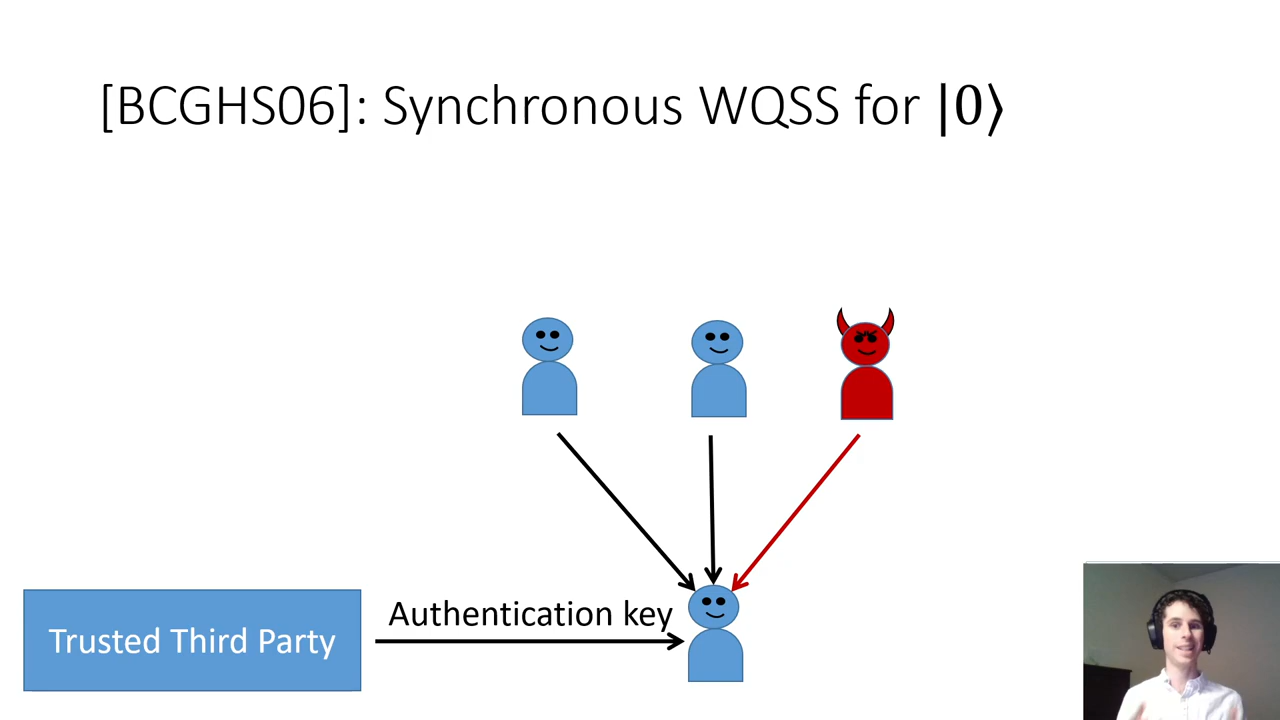 [BCGHS06]: Synchronous WQSS for |0⟩
Authentication key
Trusted Third Party